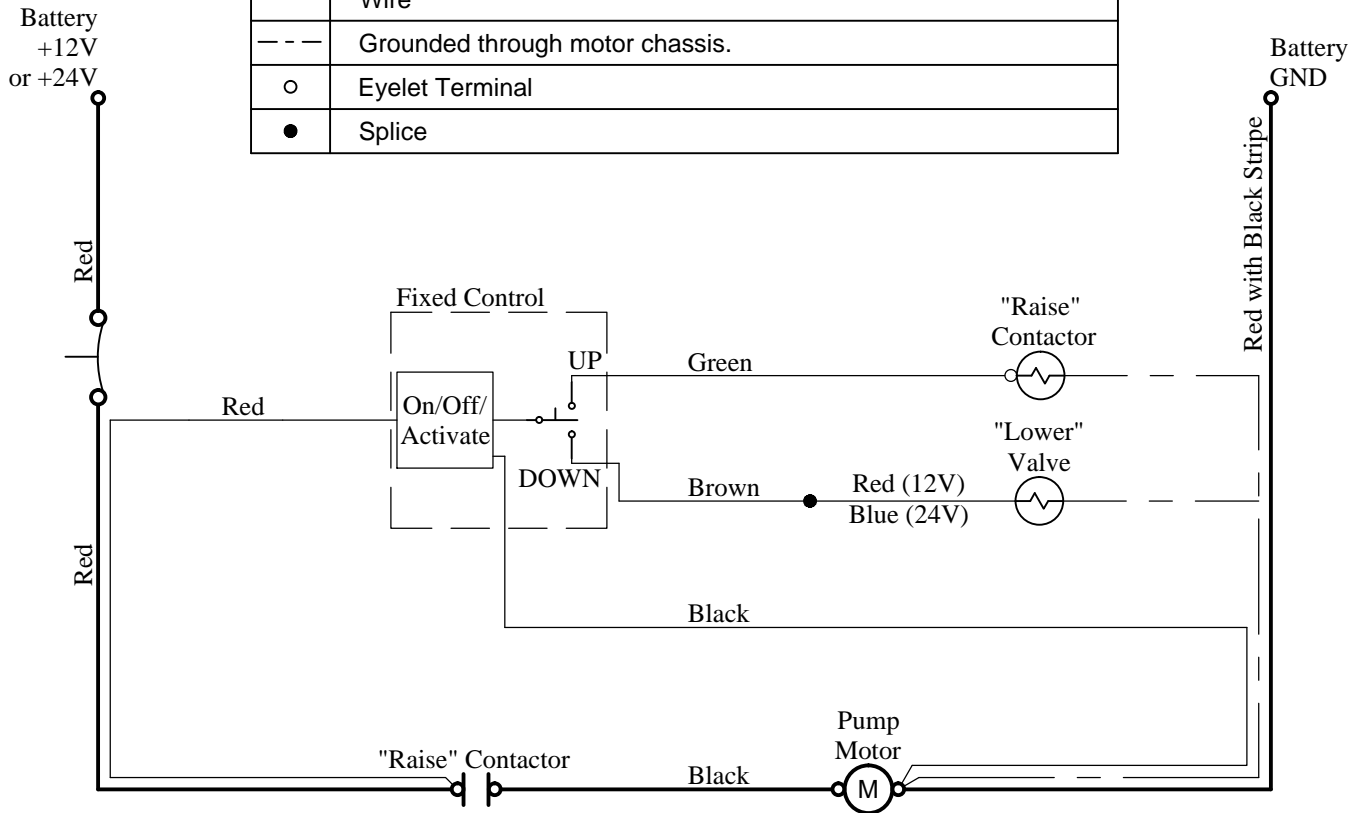 Wire
Grounded through motor chassis.
Eyelet Terminal
Splice
Battery
+12V
or +24V
Battery
GND
Red
Red with Black Stripe
Fixed Control
"Raise"
Contactor
UP
Green
Red
On/Off/
Activate
"Lower"
Valve
DOWN
Brown
Red (12V)
Blue (24V)
Red
Black
Pump
Motor
"Raise" Contactor
Black
M